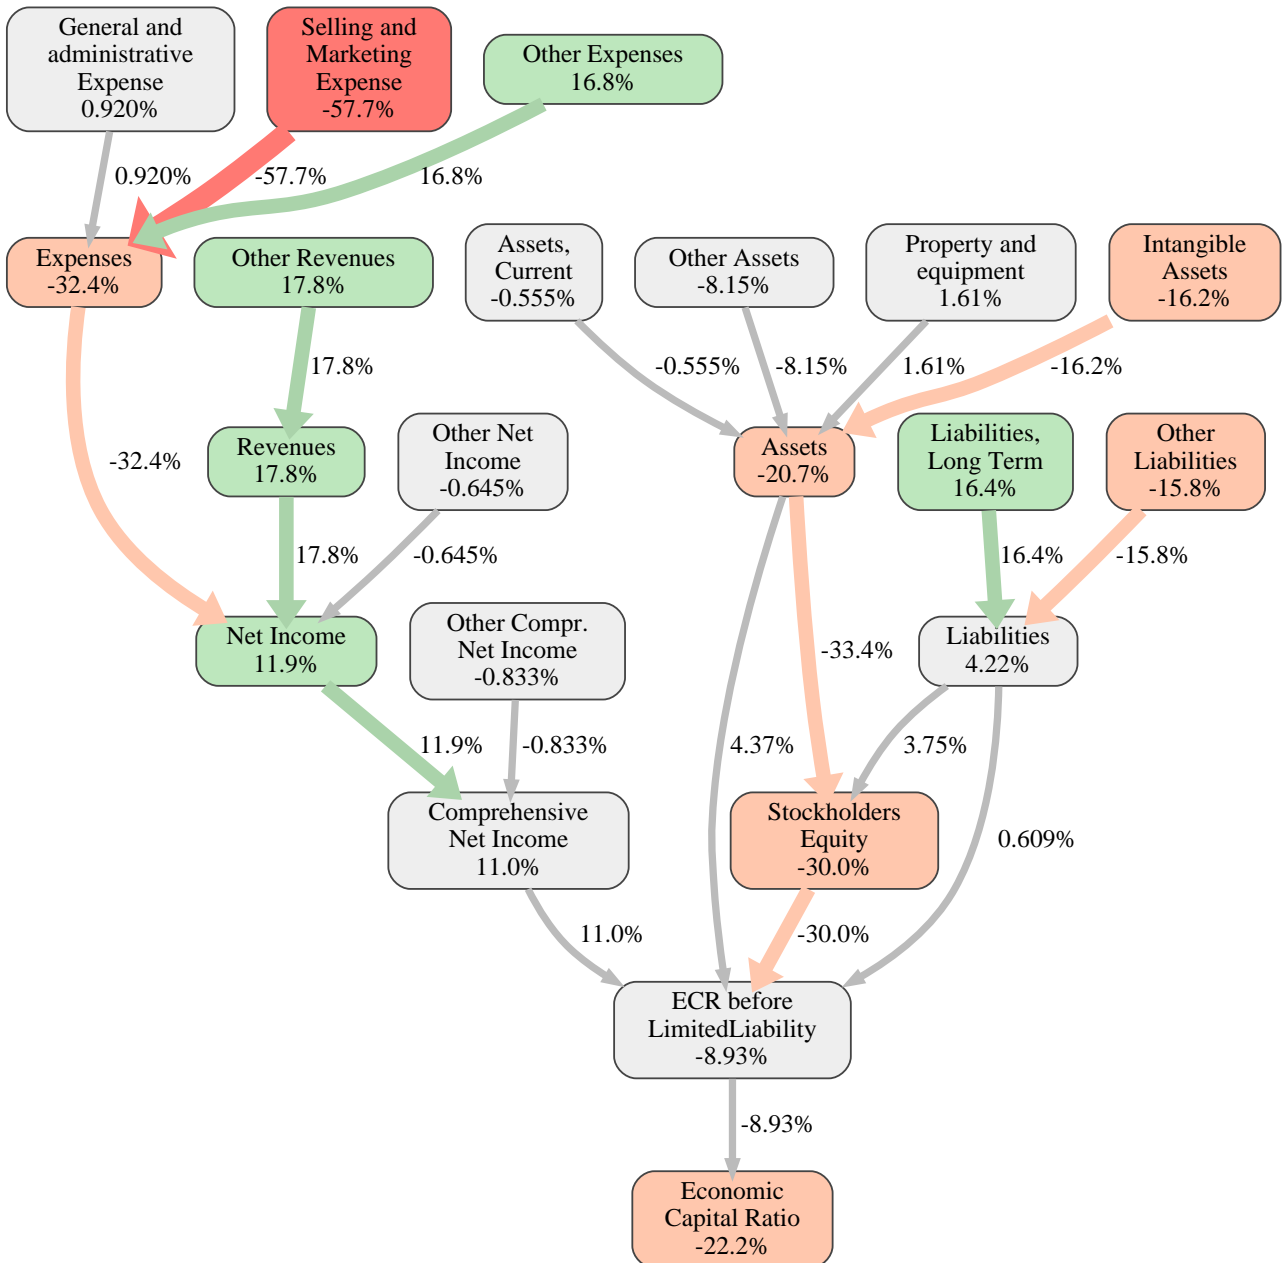 General and
administrative
Expense
0.920%
Selling and
Marketing
Expense
-57.7%
Other Expenses
16.8%
0.920%
-57.7%
16.8%
Expenses
-32.4%
Other Revenues
17.8%
Assets,
Current
-0.555%
Other Assets
-8.15%
Property and
equipment
1.61%
Intangible
Assets
-16.2%
17.8%
-0.555%
-8.15%
1.61%
-16.2%
-32.4%
Revenues
17.8%
Other Net
Income
-0.645%
Assets
-20.7%
Liabilities,
Long Term
16.4%
Other
Liabilities
-15.8%
17.8%
-0.645%
16.4%
-15.8%
Net Income
11.9%
Other Compr.
Net Income
-0.833%
-33.4%
Liabilities
4.22%
11.9%
-0.833%
4.37%
3.75%
0.609%
Comprehensive
Net Income
11.0%
Stockholders
Equity
-30.0%
11.0%
-30.0%
ECR before
LimitedLiability
-8.93%
-8.93%
Economic
Capital Ratio
-22.2%